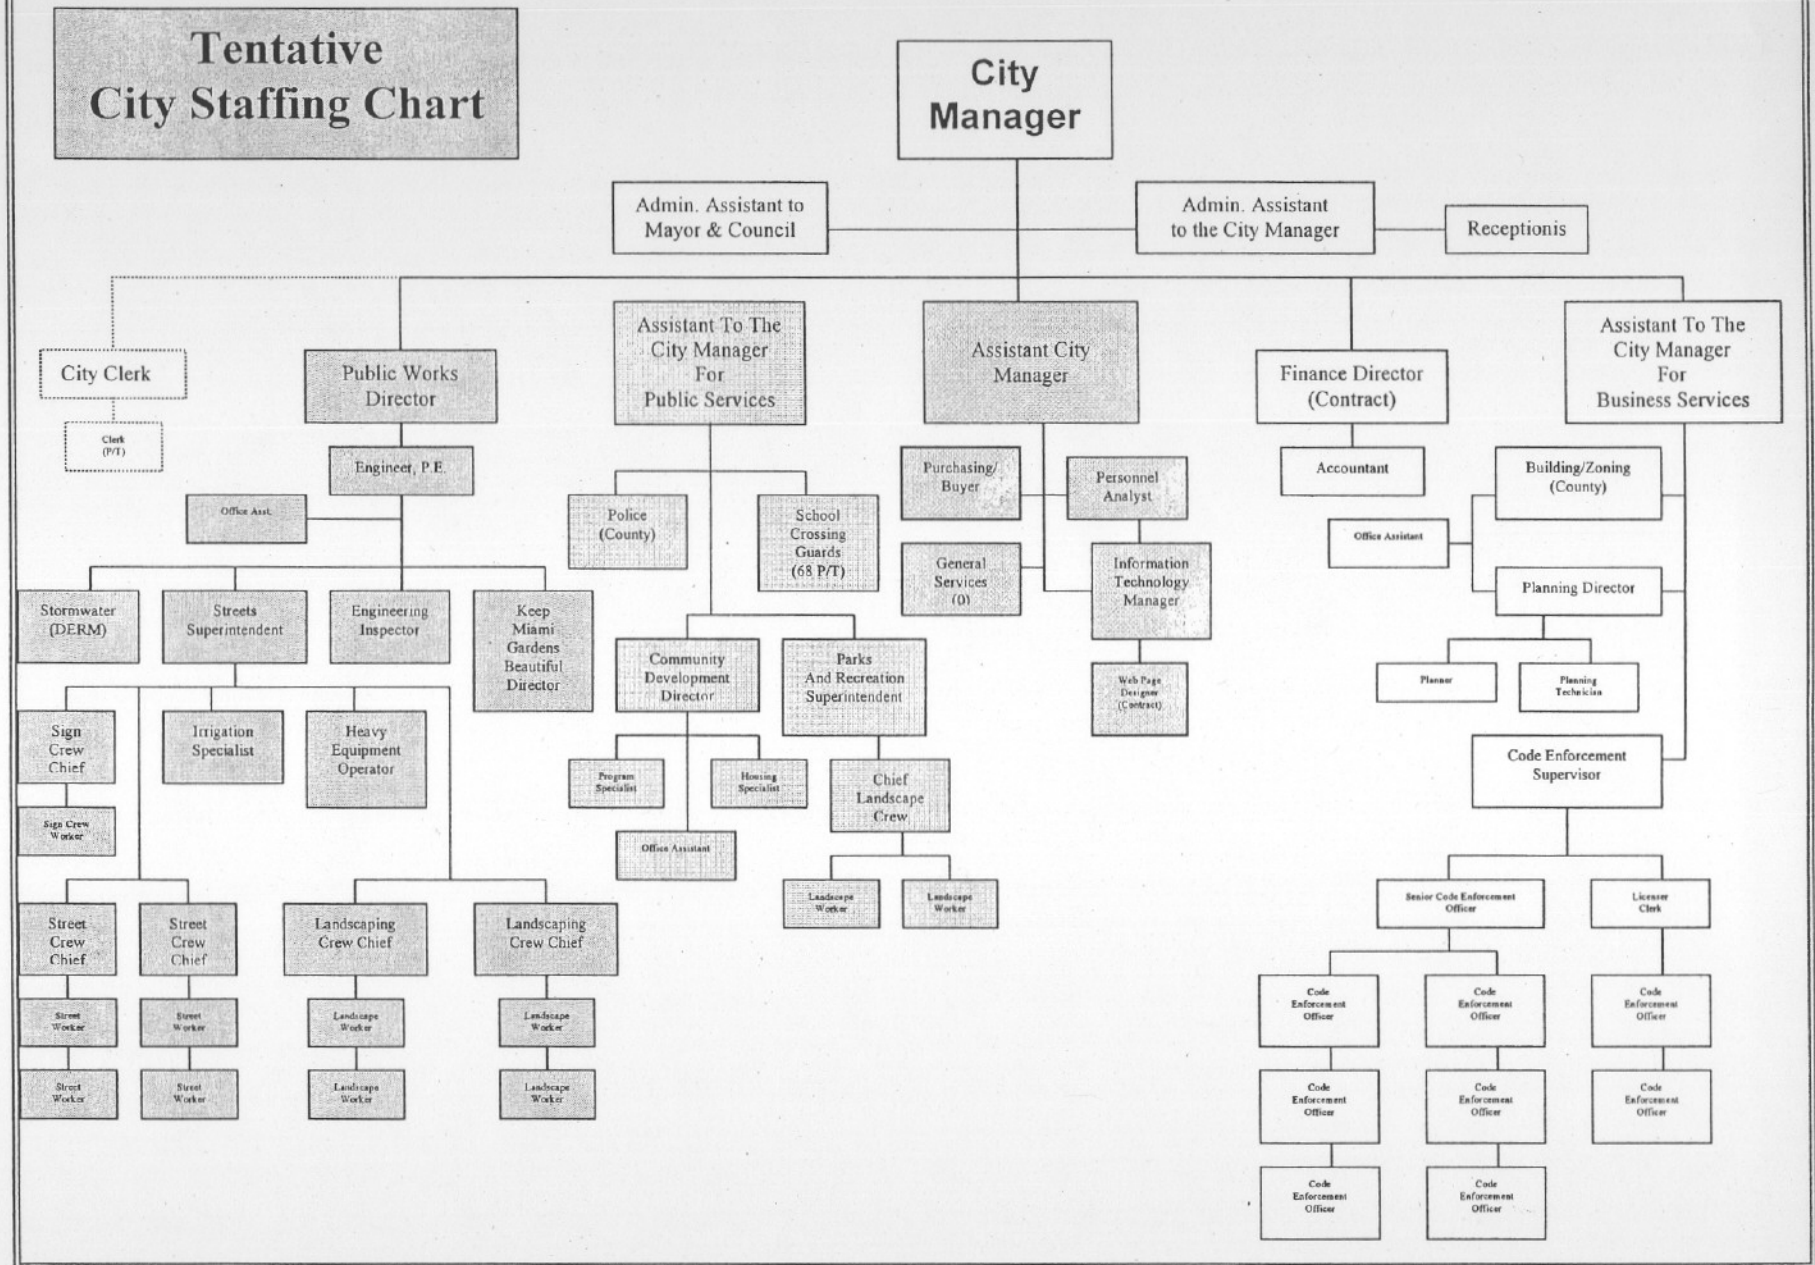 Tentative
City Staffing Chart
City
Manager
Admin. Assistant to
Mayor & Council
Admin. Assistant
to the City Manager
Receptionis
City Clerk
Clerk
(P/T)
Public Works
Director
Assistant To The
City Manager
For
Public Services
Assistant City
Manager
Finance Director
(Contract)
Assistant To The
City Manager
For
Business Services
Engineer, P.E.
Office Asst.
Police
(County)
School
Crossing
Guards
(68 P/T)
Purchasing/
Buyer
Personnel
Analyst
General
Services
(0)
Information
Technology
Manager
Web Page
Designer
(Contract)
Accountant
Building/Zoning
(County)
Office Assistant
Planning Director
Planner
Planning
Technician
Stormwater
(DERM)
Streets
Superintendent
Engineering
Inspector
Keep
Miami
Gardens
Beautiful
Director
Community
Development
Director
Parks
And Recreation
Superintendent
Sign
Crew
Chief
Irrigation
Specialist
Heavy
Equipment
Operator
Program
Specialist
Housing
Specialist
Chief
Landscape
Crew
Code Enforcement
Supervisor
Sign Crew
Worker
Office Assistant
Landscape
Worker
Landscape
Worker
Senior Code Enforcement
Officer
Licenser
Clerk
Street
Crew
Chief
Street
Crew
Chief
Landscaping
Crew Chief
Landscaping
Crew Chief
Street
Worker
Street
Worker
Landscape
Worker
Landscape
Worker
Code
Enforcement
Officer
Code
Enforcement
Officer
Code
Enforcement
Officer
Street
Worker
Street
Worker
Landscape
Worker
Landscape
Worker
Code
Enforcement
Officer
Code
Enforcement
Officer
Code
Enforcement
Officer
Code
Enforcement
Officer
Code
Enforcement
Officer